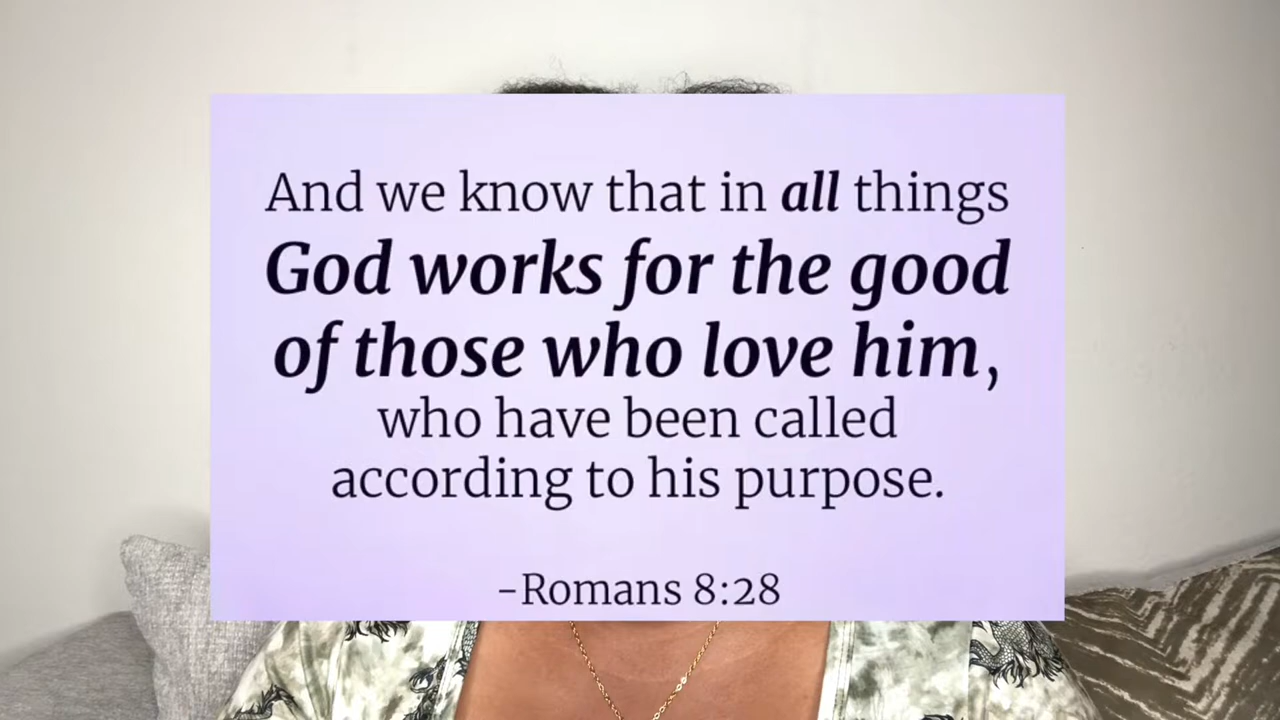 And we know that in all things
God works for the good
of those who love him,
who have been called
according to his purpose.
-Romans 8:28